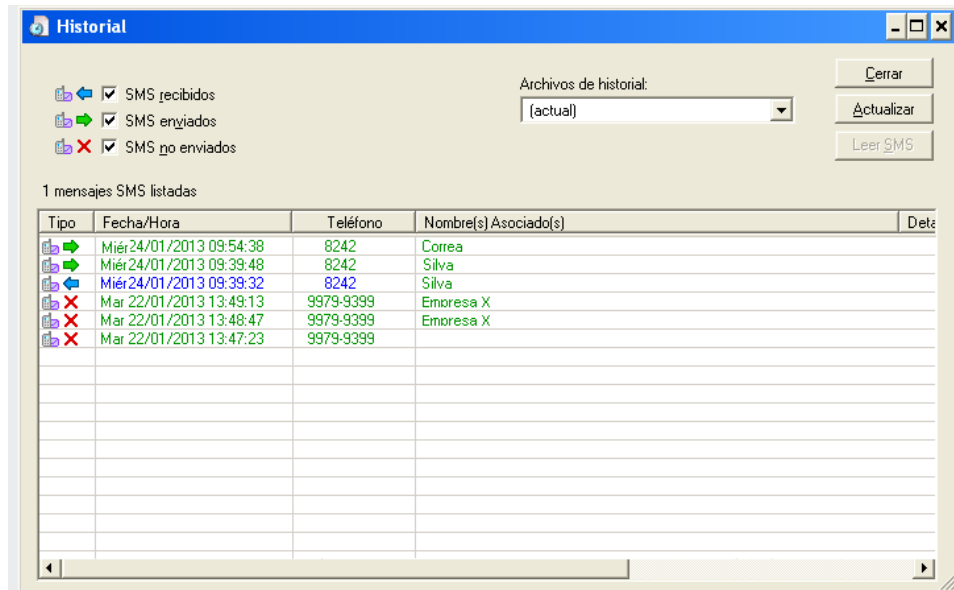 Historial
Archivos de historial:
Cerrar
SMS recibidos
(actual)
SMS enviados
Actualizar
SMS no enviados
Leer SMS
1 mensajes SMS listadas
Tipo Fecha/Hora Teléfono Nombre(s) Asociado(s) Deta
Miér24/01/2013 09:54:38 8242 Correa
Miér24/01/2013 09:39:48 8242 Silva
Miér24/01/2013 09:39:32 8242 Silva
Mar 22/01/2013 13:49:13 9979-9399 Empresa X
Mar 22/01/2013 13:48:47 9979-9399 Empresa X
Mar 22/01/2013 13:47:23 9979-9399